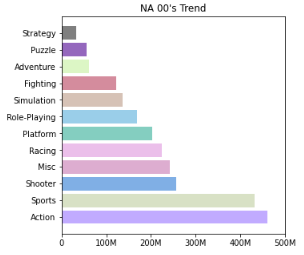 NA 00's Trend
Strategy
Puzzle
Adventure
Fighting
Simulation
Role-Playing
Platform
Racing
Misc
Shooter
Sports
Action
0 100M 200M 300M 400M 500M